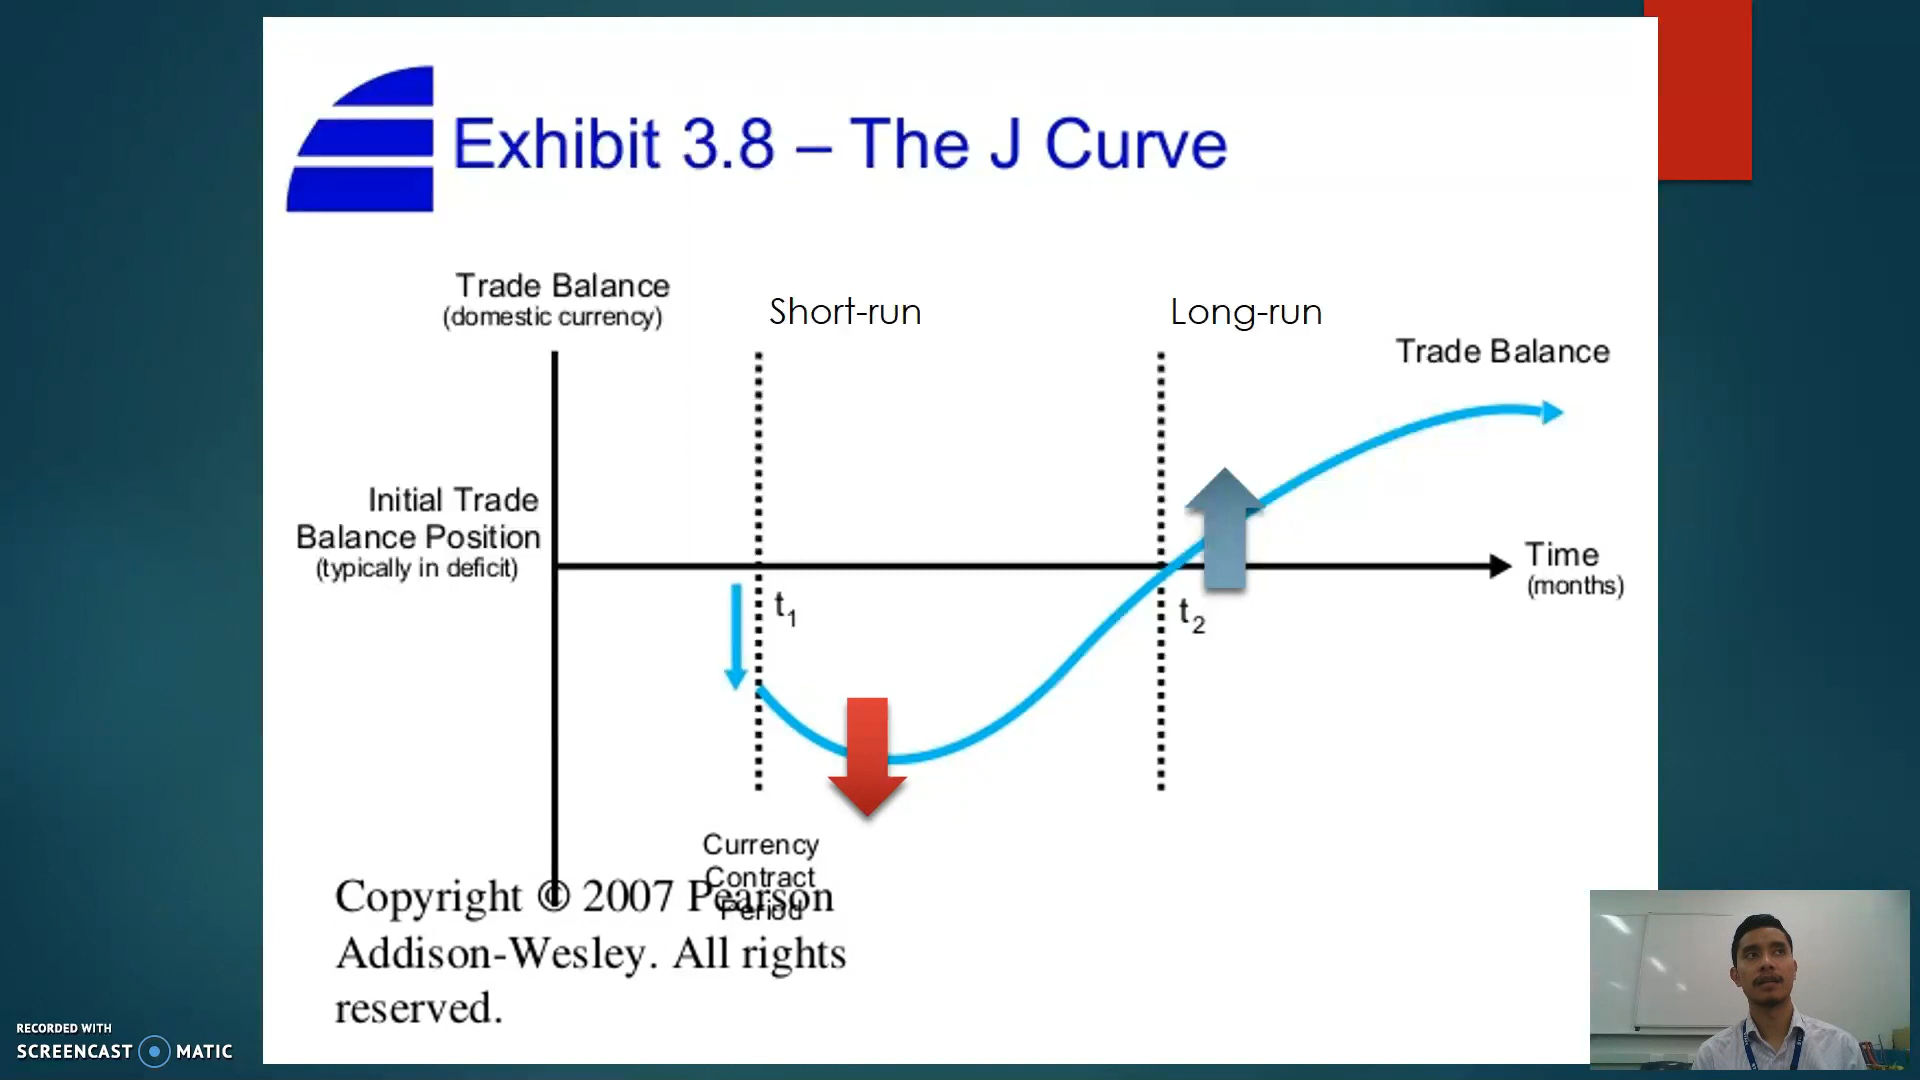 Exhibit 3.8 – The J Curve
Trade Balance
(domestic currency)
Short-run
Long-run
Trade Balance
Initial Trade
Balance Position
(typically in deficit)
Time
(months)
t1
t2
Currency
Contract
Period
Copyright © 2007 Pearson
Addison-Wesley. All rights
reserved.
RECORDED WITH
SCREENCAST MATIC